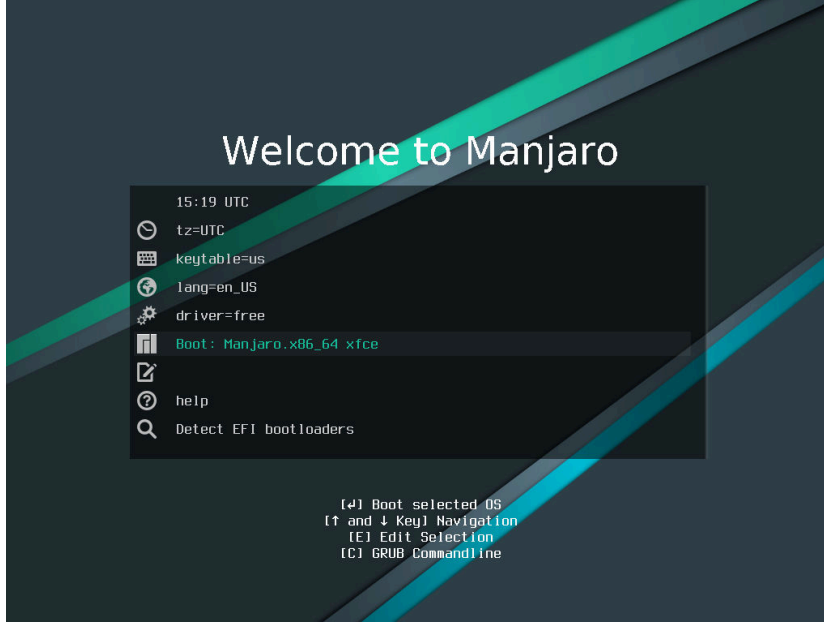 Welcome to Manjaro
15:19 UTC
tz=UTC
keytable=us
lang=en_US
driver=free
Boot: Manjaro.x86_64 xfce
help
Detect EFI bootloaders
[↲] Boot selected OS
[↑ and ↓ Key] Navigation
[E] Edit Selection
[C] GRUB Commandline